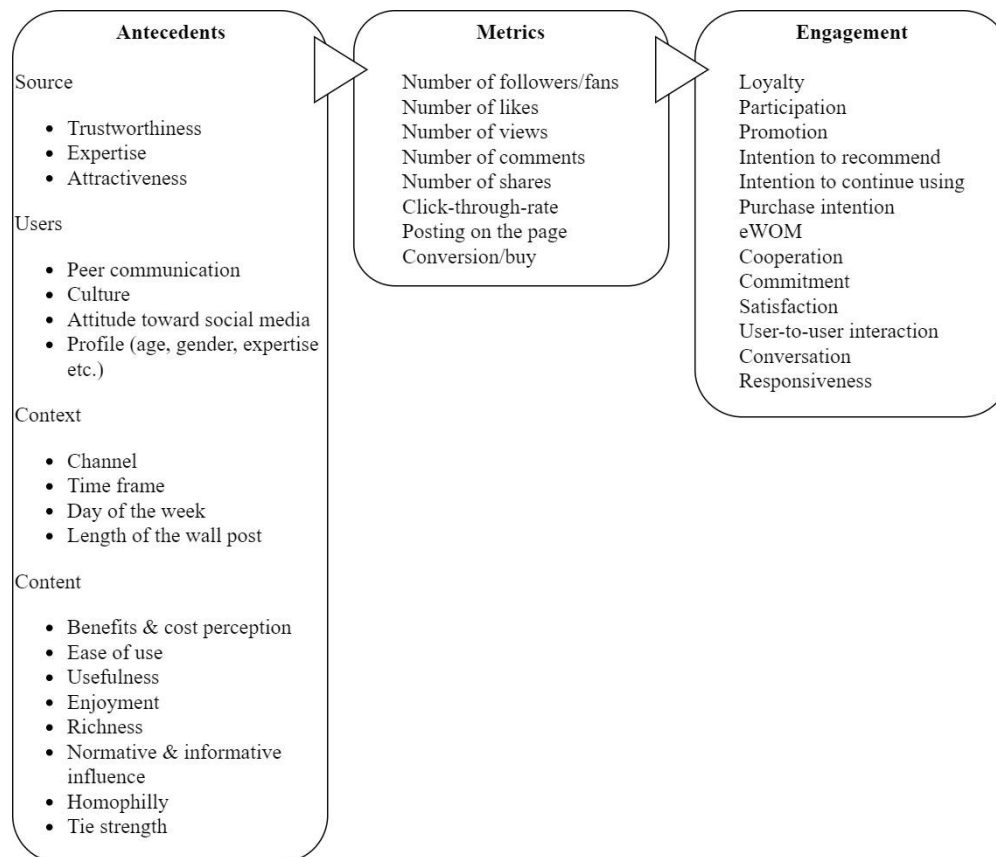 Antecedents
Source
• Trustworthiness
• Expertise
• Attractiveness
Users
• Peer communication
• Culture
• Attitude toward social media
• Profile (age, gender, expertise
etc.)
Context
• Channel
• Time frame
• Day of the week
• Length of the wall post
Content
• Benefits & cost perception
• Ease of use
• Usefulness
• Enjoyment
• Richness
• Normative & informative
influence
• Homophilly
• Tie strength
Metrics
Number of followers/fans
Number of likes
Number of views
Number of comments
Number of shares
Click-through-rate
Posting on the page
Conversion/buy
Engagement
Loyalty
Participation
Promotion
Intention to recommend
Intention to continue using
Purchase intention
eWOM
Cooperation
Commitment
Satisfaction
User-to-user interaction
Conversation
Responsiveness